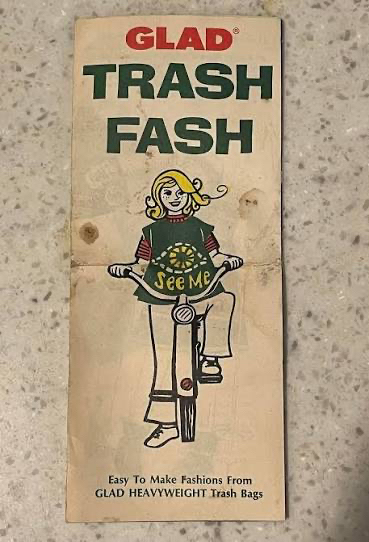 GLAD®
TRASH
FASH
See Me
Easy To Make Fashions From
GLAD HEAVYWEIGHT Trash Bags